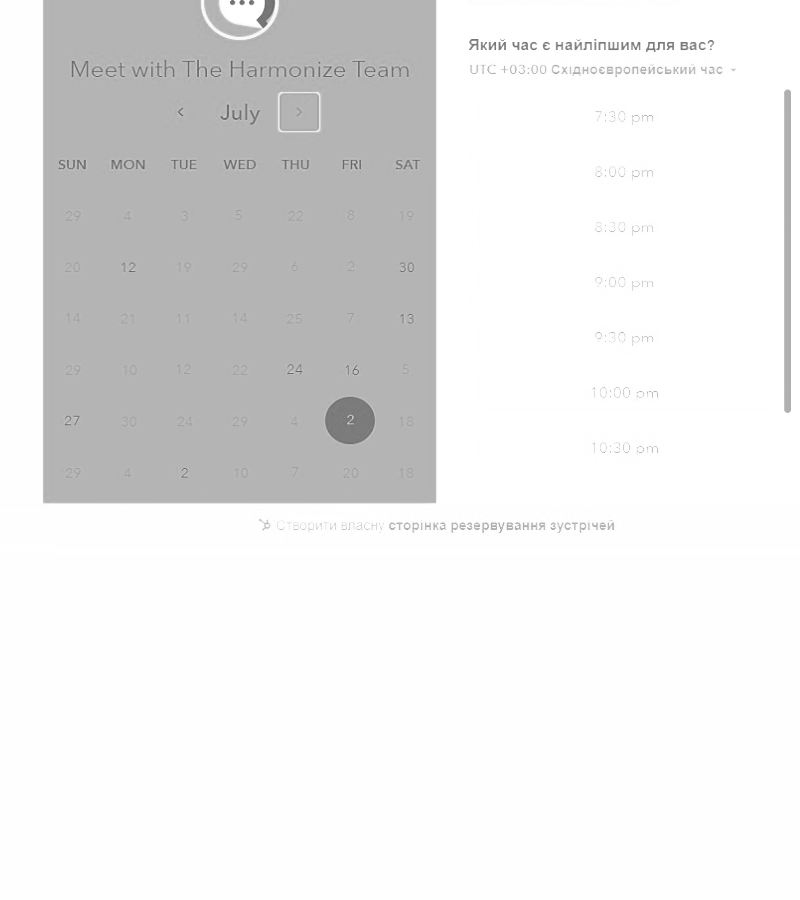 Meet with The Harmonize Team
July
SUN MON TUE WED THU FRI SAT
29 4 3 5 22 8 19
20 12 19 29 6 2 30
14 21 11 14 25 7 13
29 10 12 22 24 16 5
27 30 24 29 4 2 18
29 4 2 10 7 20 18
Який час є найліпшим для вас?
UTC +03:00 Східноєвропейський час
7:30 pm
8:00 pm
8:30 pm
9:00 pm
9:30 pm
10:00 pm
10:30 pm
Створити власну сторінка резервування зустрічей